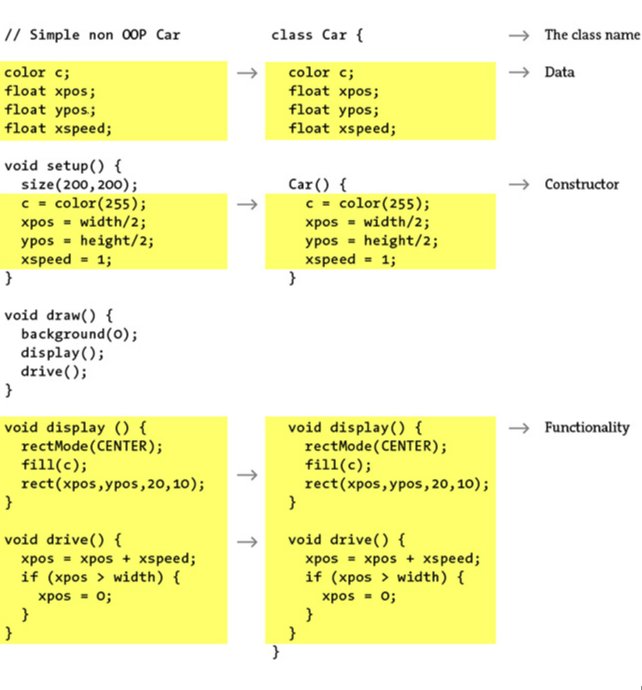 // Simple non OOP Car
color c;
float xpos;
float ypos;
float xspeed;
void setup() {
size(200,200);
c = color(255);
xpos = width/2;
ypos = height/2;
xspeed = 1;
}
void draw() {
background(0);
display();
drive();
}
void display () {
rectMode(CENTER);
fill(c);
rect(xpos,ypos,20,10);
}
void drive() {
xpos = xpos + xspeed;
if (xpos > width) {
xpos = 0;
}
}
class Car {
color c;
float xpos;
float ypos;
float xspeed;
Car() {
c = color(255);
xpos = width/2;
ypos = height/2;
xspeed = 1;
}
void display() {
rectMode(CENTER);
fill(c);
rect(xpos,ypos,20,10);
}
void drive() {
xpos = xpos + xspeed;
if (xpos > width) {
xpos = 0;
}
}
}
The class name
Data
Constructor
Functionality